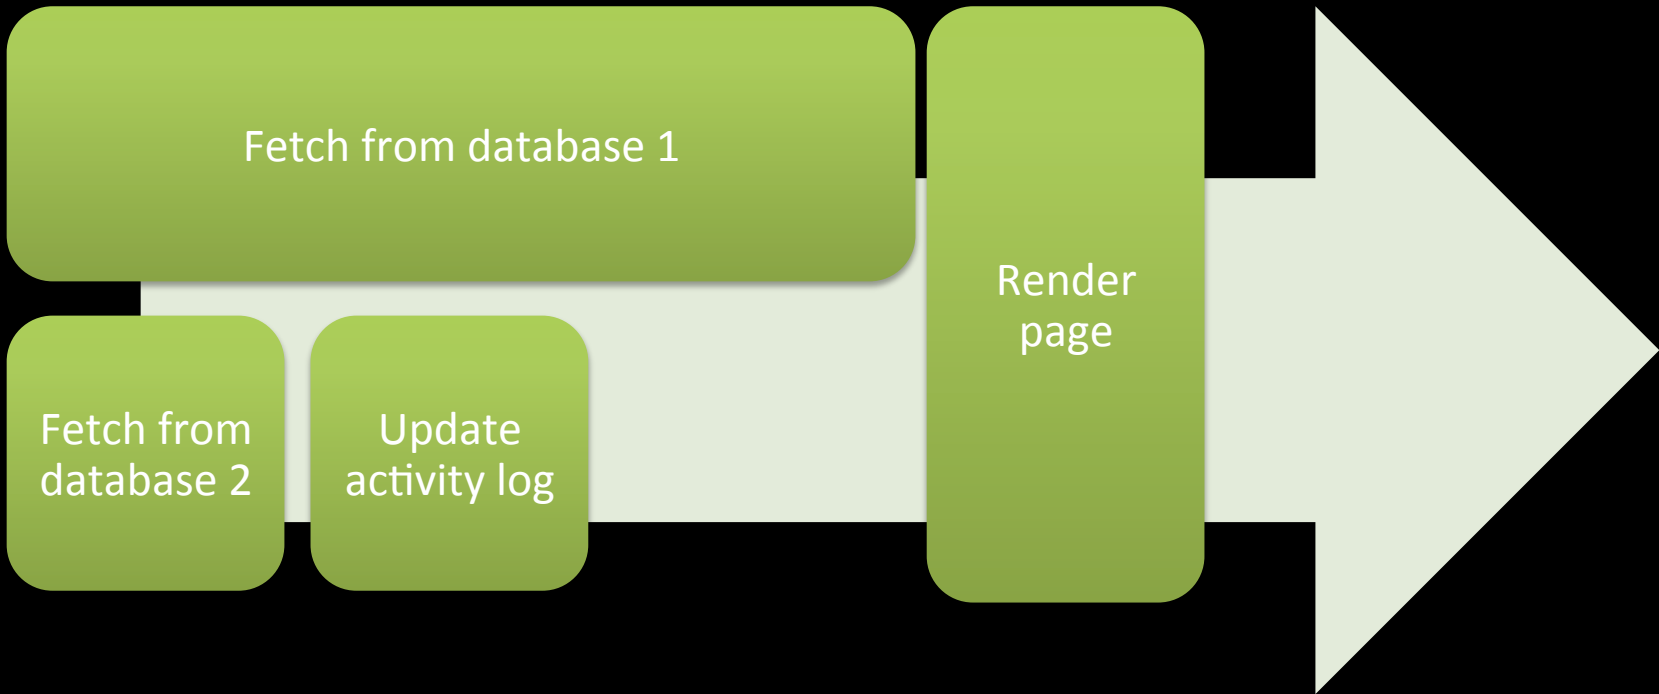 Fetch from database 1
Render
page
Fetch from
database 2
Update
activity log